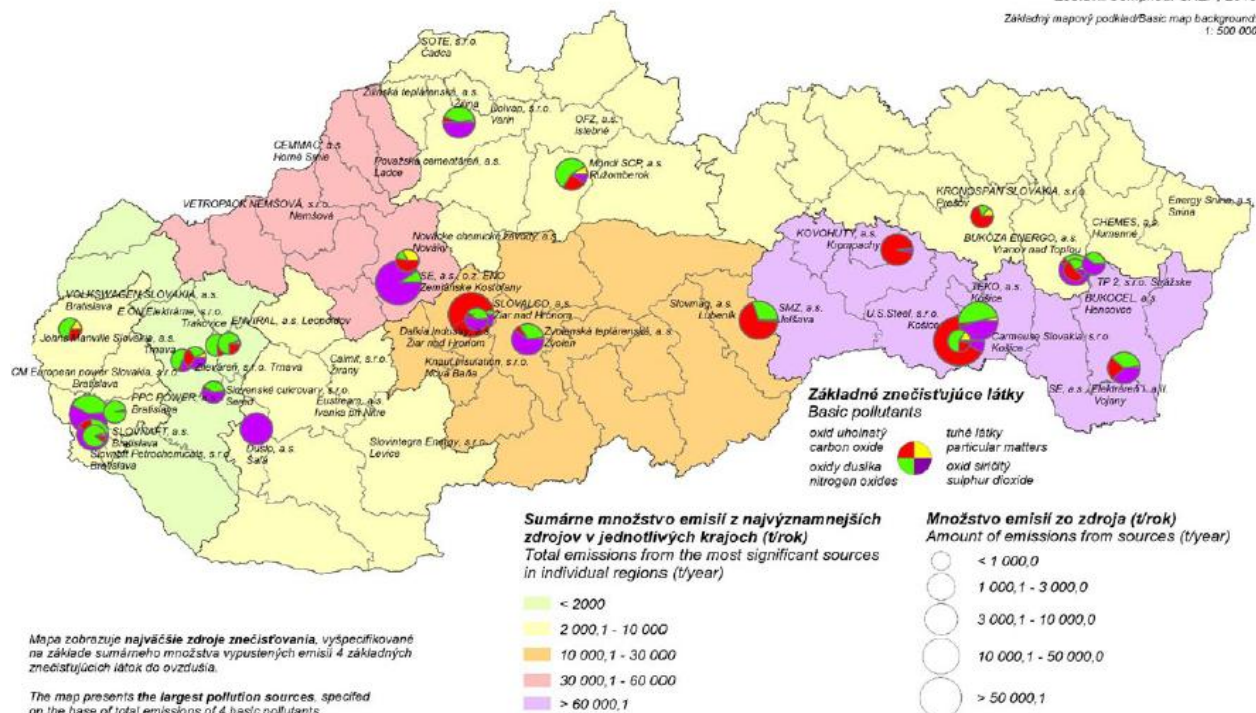 Základný mapový podklad/Basic map background
1: 500 000
SOTE, s.r.o.
Čadca
Žilinská teplárenská, a.s.
Žilina
Dolvap, s.r.o.
Varín
OFZ, a.s.
Istebné
CEMMAC, a.s.
Horné Srnie
Považská cementáreň, a.s.
Ladce
Mondi SCP, a.s.
Ružomberok
VETROPACK NEMŠOVÁ, s.r.o.
Nemšová
KRONOSPAN SLOVAKIA, s.r.o.
Prešov
Energy Snina, a.s.
Snina
CHEMES, a.s.
Humenné
Novácke chemické závody, a.s.
Nováky
KOVOHUTY, a.s.
Krompachy
BUKÓZA ENERGO, a.s.
Vranov nad Topľou
SE, a.s., o.z. ENO
Zemianske Kostoľany
TEKO, a.s.
Košice
TP 2, s.r.o. Strážske
BUKOCEL, a.s.
Hencovce
VOLKSWAGEN SLOVAKIA, a.s.
Bratislava
E.ON Elektrárne, s.r.o.
Trakovice
ENVIRAL, a.s. Leopoldov
SLOVALCO, a.s.
Žiar nad Hronom
Slovmag, a.s.
Lubeník
SMZ, a.s.
Jelšava
U.S.Steel, s.r.o.
Košice
Johns Manville Slovakia, a.s.
Trnava
Dalkia Industry, a.s.
Žiar nad Hronom
Zvolenská teplárenská, a.s.
Zvolen
Carmeuse Slovakia, s.r.o.
Košice
Calmit, s.r.o.
Žirany
Knauf Insulation, s.r.o.
Nová Baňa
CM European power Slovakia, s.r.o.
Bratislava
s.r.o. Trnava
Slovenské cukrovary, s.r.o.
Sereď
Eustream, a.s.
Ivanka pri Nitre
SE, a.s., Elektráreň
Vojany
PPC POWER, a.s.
Bratislava
SLOVNAFT, a.s.
Bratislava
Slovnaft Petrochemicals, s.r.o.
Bratislava
Duslo, a.s.
Šaľa
Slovintegra Energy, s.r.o.
Levice
Základné znečisťujúce látky
Basic pollutants
oxid uhoľnatý
carbon oxide
tuhé látky
particular matters
oxidy dusíka
nitrogen oxides
oxid siričitý
sulphur dioxide
Sumárne množstvo emisií z najvýznamnejších
zdrojov v jednotlivých krajoch (t/rok)
Total emissions from the most significant sources
in individual regions (t/year)
< 2000
2 000,1 - 10 000
10 000,1 - 30 000
30 000,1 - 60 000
> 60 000,1
Množstvo emisií zo zdroja (t/rok)
Amount of emissions from sources (t/year)
< 1 000,0
1 000,1 - 3 000,0
3 000,1 - 10 000,0
10 000,1 - 50 000,0
> 50 000,1
Mapa zobrazuje najväčšie zdroje znečisťovania, vyšpecifikované
na základe sumárneho množstva vypustených emisií 4 základných
znečisťujúcich látok do ovzdušia.
The map presents the largest pollution sources, specifed
on the base of total emissions of 4 basic pollutants